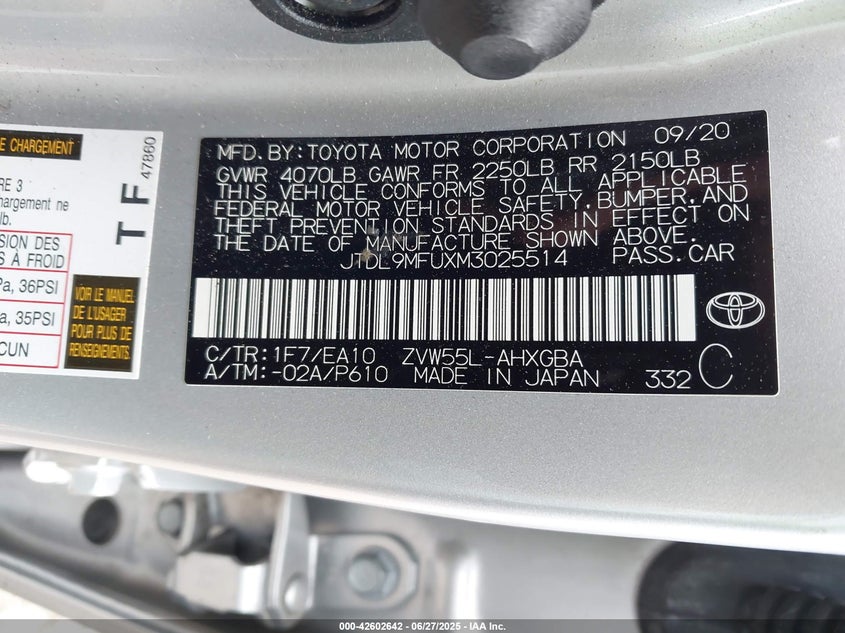 E CHARGEMENT
RE 3
chargement ne
lb.
SION DES
S À FROID
Pa, 36PSI
a, 35PSI
CUN
VOIR LE MANUEL
DE L'USAGER
POUR PLUS DE
RENSEIGNEMENTS
47860
T F
MFD.BY:TOYOTA MOTOR CORPORATION 09/20
GVWR 4070LB GAWR FR 2250LB RR 2150LB
THIS VEHICLE CONFORMS TO ALL APPLICABLE
FEDERAL MOTOR VEHICLE SAFETY,BUMPER,AND
THEFT PREVENTION STANDARDS IN EFFECT ON
THE DATE OF MANUFACTURE SHOWN ABOVE.
JTDL9MFUXM3025514 PASS.CAR
C/TR:1F7/EA10 ZVW55L-AHXGBA
A/TM:-02A/P610 MADE IN JAPAN 332 C
000-42602642 - 06/27/2025 - IAA Inc.